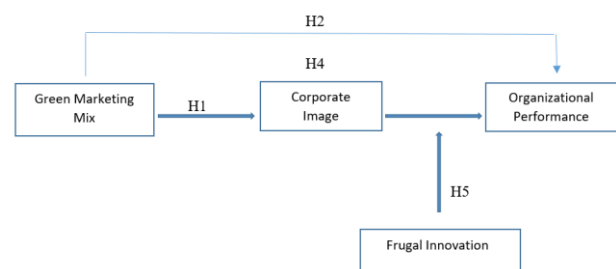 H2
H4
Green Marketing
Mix
H1
Corporate
Image
Organizational
Performance
H5
Frugal Innovation